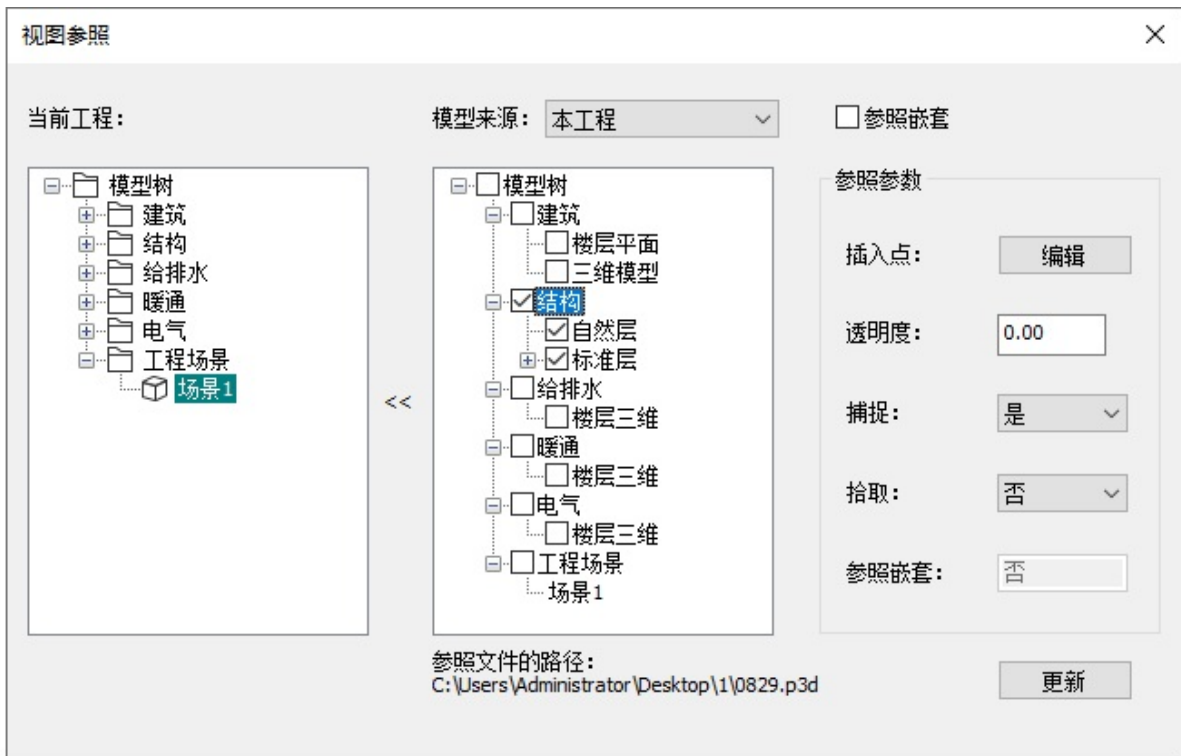 视图参照
当前工程：
模型来源： 本工程
参照嵌套
模型树
建筑
结构
给排水
暖通
电气
工程场景
场景1
<<
模型树
建筑
楼层平面
三维模型
结构
自然层
标准层
给排水
楼层三维
暖通
楼层三维
电气
楼层三维
工程场景
场景1
参照参数
插入点： 编辑
透明度： 0.00
捕捉： 是
拾取： 否
参照嵌套： 否
参照文件的路径：
C:\Users\Administrator\Desktop\1\0829.p3d
更新